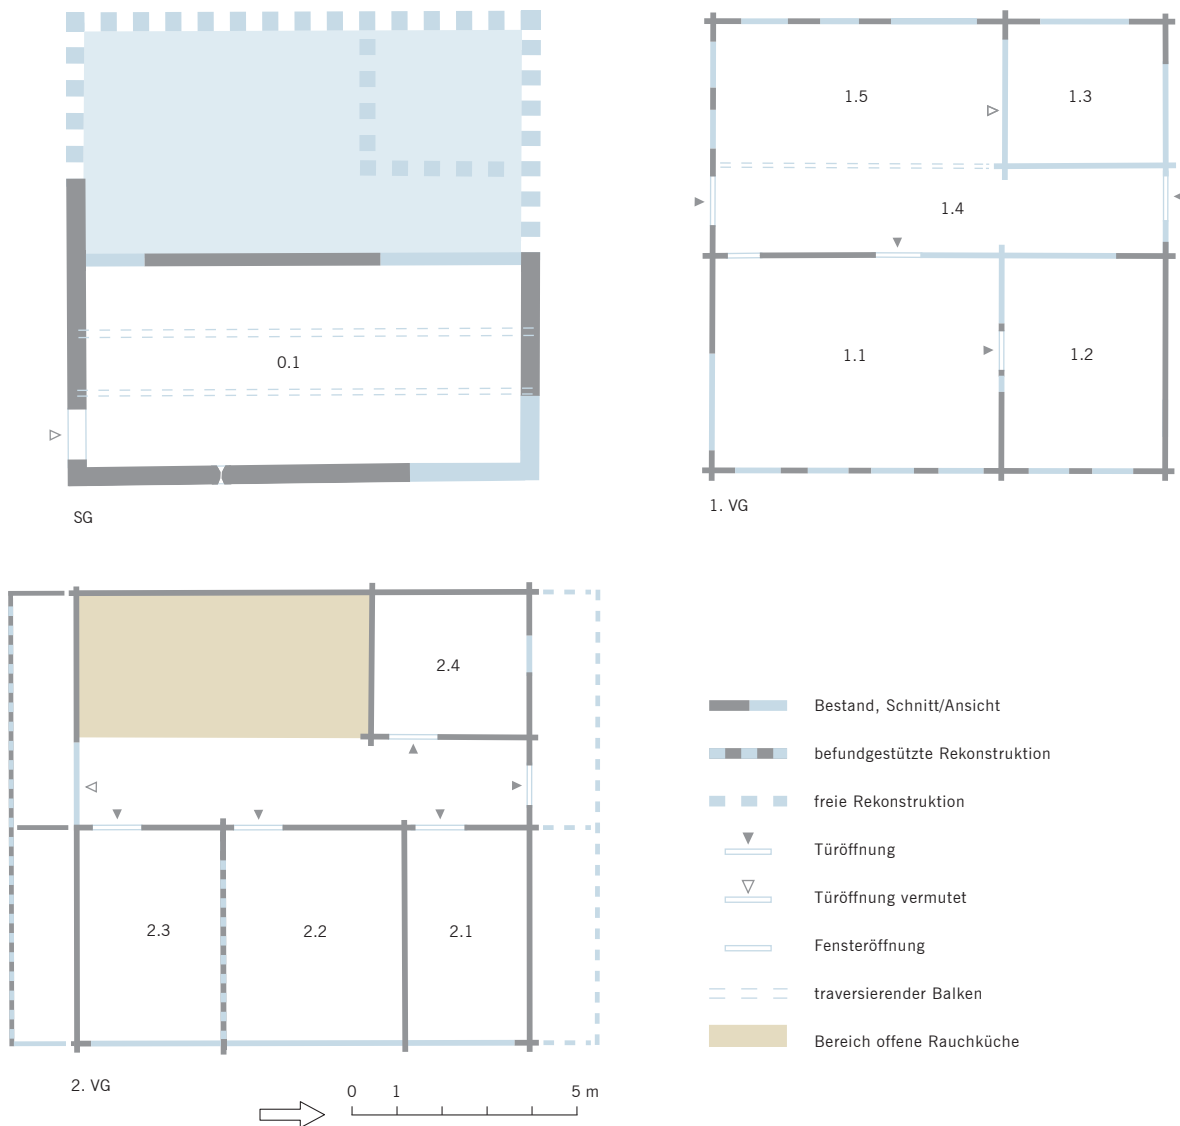 0.1
SG
1.5
1.3
1.4
1.1
1.2
1. VG
2.4
2.3
2.2
2.1
2. VG
0 1 5 m
Bestand, Schnitt/Ansicht
befundgestützte Rekonstruktion
freie Rekonstruktion
Türöffnung
Türöffnung vermutet
Fensteröffnung
traversierender Balken
Bereich offene Rauchküche